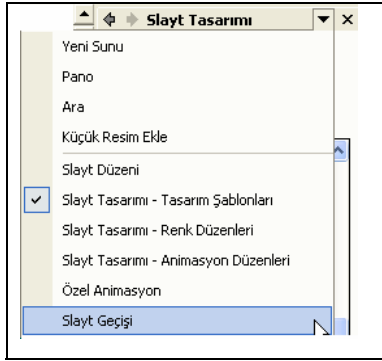 Slayt Tasarımı
Yeni Sunu
Pano
Ara
Küçük Resim Ekle
Slayt Düzeni
Slayt Tasarımı - Tasarım Şablonları
Slayt Tasarımı - Renk Düzenleri
Slayt Tasarımı - Animasyon Düzenleri
Özel Animasyon
Slayt Geçişi